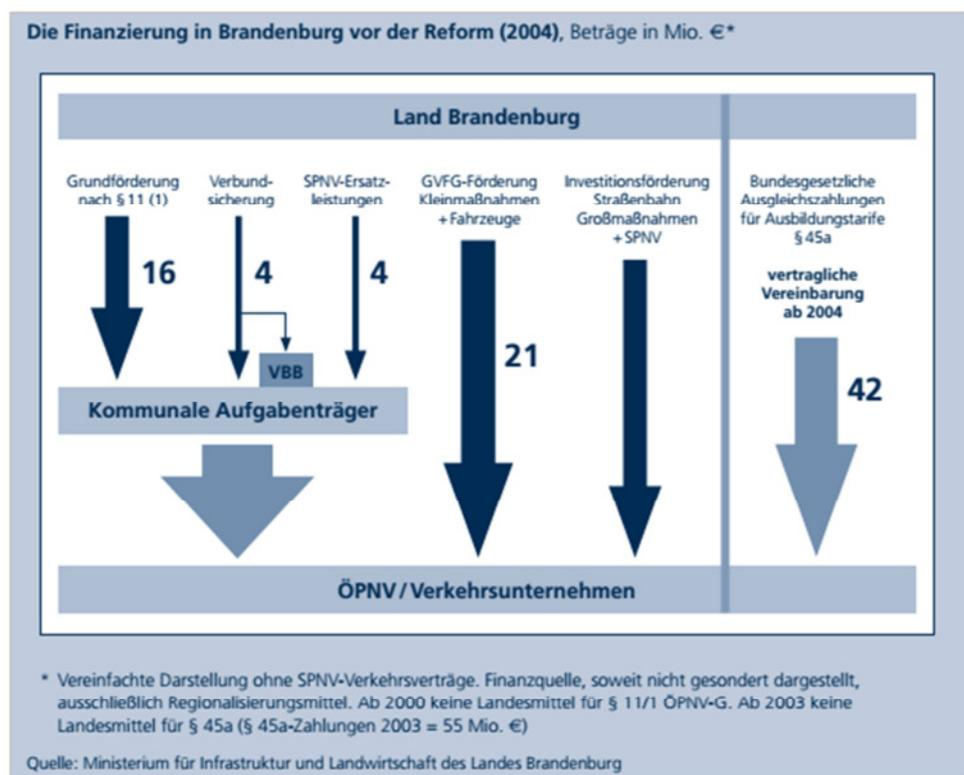 Die Finanzierung in Brandenburg vor der Reform (2004), Beträge in Mio. €*
Land Brandenburg
Grundförderung
nach § 11 (1)
16
Verbund-
sicherung
4
SPNV-Ersatz-
leistungen
4
GVFG-Förderung
Kleinmaßnahmen
+ Fahrzeuge
21
Investitionsförderung
Straßenbahn
Großmaßnahmen
+ SPNV
Bundesgesetzliche
Ausgleichszahlungen
für Ausbildungstarife
§ 45a
vertragliche
Vereinbarung
ab 2004
42
VBB
Kommunale Aufgabenträger
ÖPNV / Verkehrsunternehmen
* Vereinfachte Darstellung ohne SPNV-Verkehrsverträge. Finanzquelle, soweit nicht gesondert dargestellt,
ausschließlich Regionalisierungsmittel. Ab 2000 keine Landesmittel für § 11/1 ÖPNV-G. Ab 2003 keine
Landesmittel für § 45a (§ 45a-Zahlungen 2003 = 55 Mio. €)
Quelle: Ministerium für Infrastruktur und Landwirtschaft des Landes Brandenburg